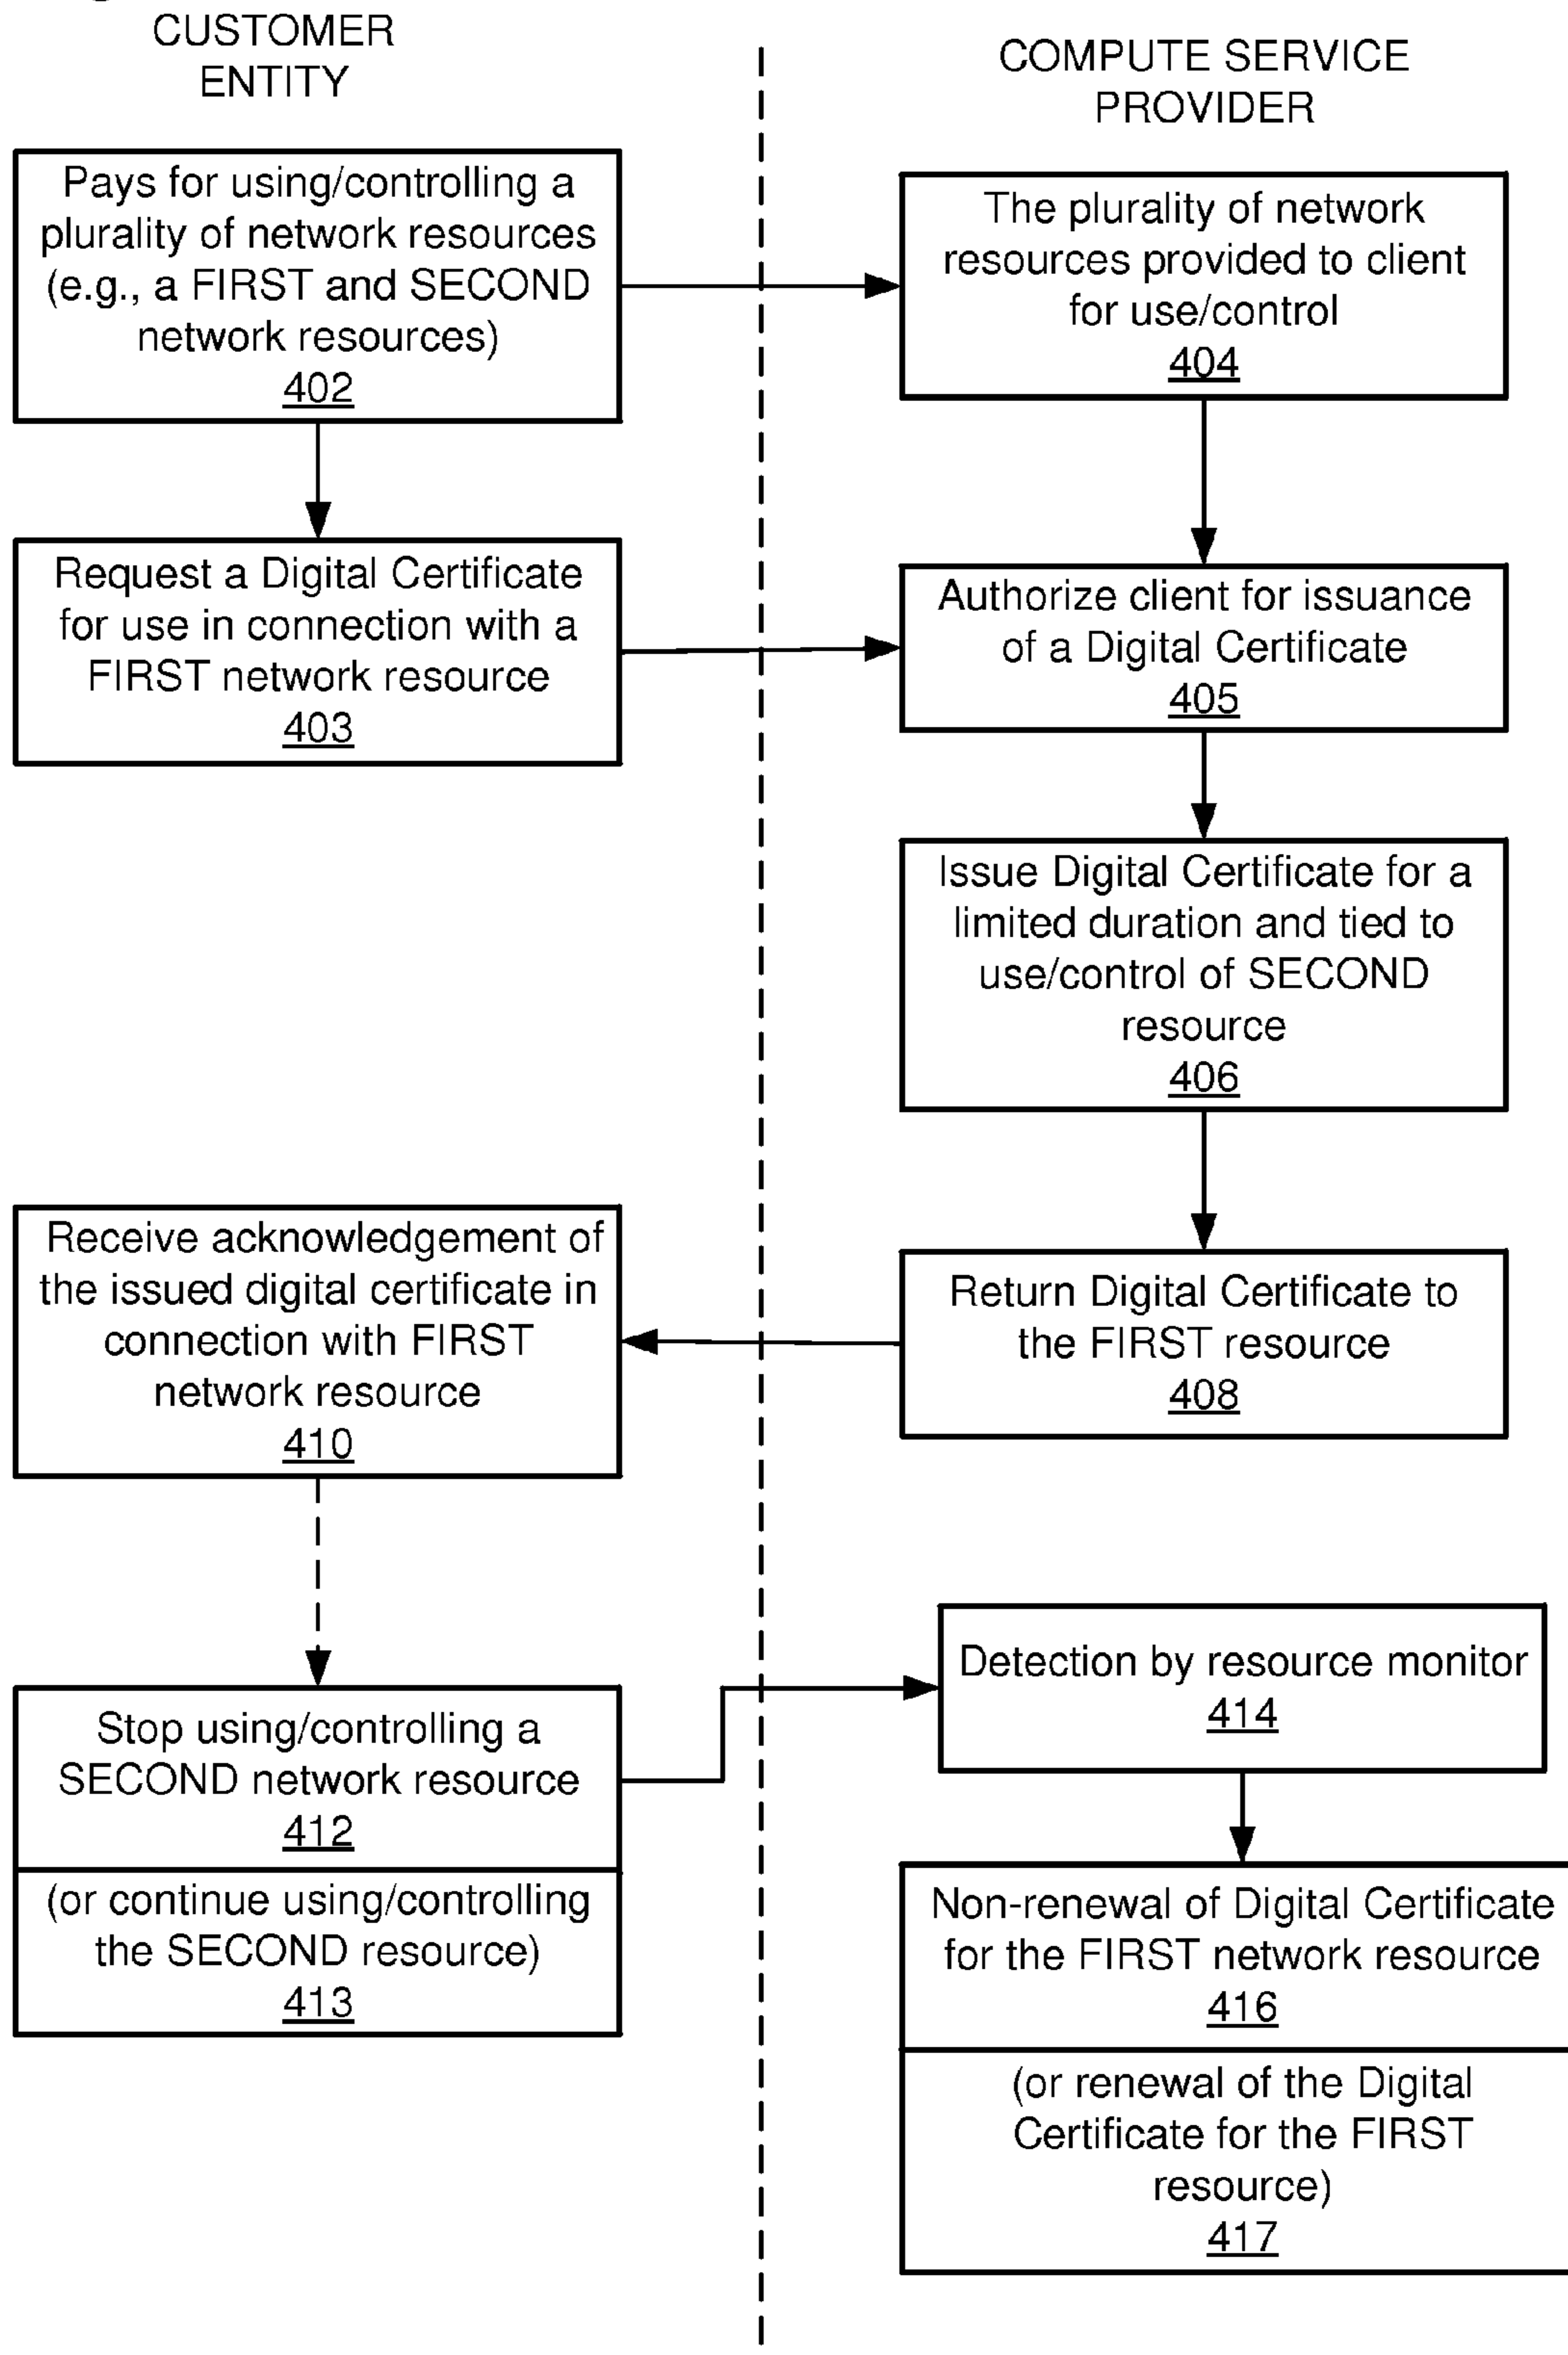 CUSTOMER
ENTITY
COMPUTE SERVICE
PROVIDER
Pays for using/controlling a
plurality of network resources
(e.g., a FIRST and SECOND
network resources)
402
The plurality of network
resources provided to client
for use/control
404
Request a Digital Certificate
for use in connection with a
FIRST network resource
403
Authorize client for issuance
of a Digital Certificate
405
Issue Digital Certificate for a
limited duration and tied to
use/control of SECOND
resource
406
Receive acknowledgement of
the issued digital certificate in
connection with FIRST
network resource
410
Return Digital Certificate to
the FIRST resource
408
Stop using/controlling a
SECOND network resource
412
(or continue using/controlling
the SECOND resource)
413
Detection by resource monitor
414
Non-renewal of Digital Certificate
for the FIRST network resource
416
(or renewal of the Digital
Certificate for the FIRST
resource)
417